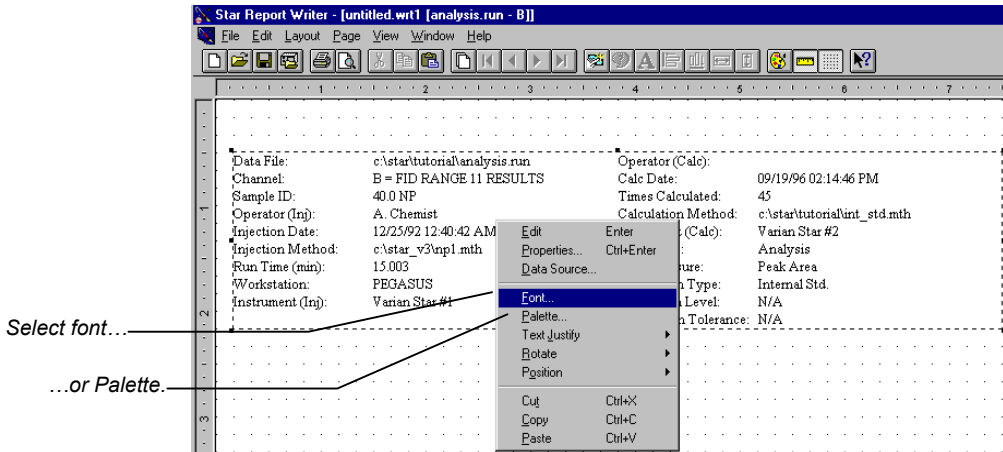 Star Report Writer - [untitled.wrt1 [analysis.run - B]]
File Edit Layout Page View Window Help
1 2 3 4 5 6 7
Data File: c:\star\tutorial\analysis.run Operator (Calc):
Channel: B = FID RANGE 11 RESULTS Calc Date: 09/19/96 02:14:46 PM
Sample ID: 40.0 NP Times Calculated: 45
Operator (Inj): A. Chemist Calculation Method: c:\star\tutorial\int_std.mth
Injection Date: 12/25/92 12:40:42 AM (Calc): Varian Star #2
Injection Method: c:\star_v3\np1.mth : Analysis
Run Time (min): 15.003 sure: Peak Area
Workstation: PEGASUS n Type: Internal Std.
Instrument (Inj): Varian Star #1 Level: N/A
n Tolerance: N/A
Edit Enter
Properties... Ctrl+Enter
Data Source...
Font...
Palette...
Text Justify
Rotate
Position
Cut Ctrl+X
Copy Ctrl+C
Paste Ctrl+V
1
2
3
Select font…
…or Palette.